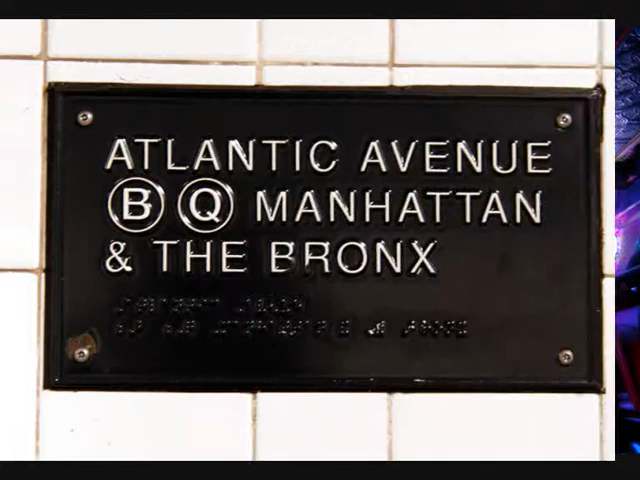 ATLANTIC AVENUE
B Q MANHATTAN
& THE BRONX